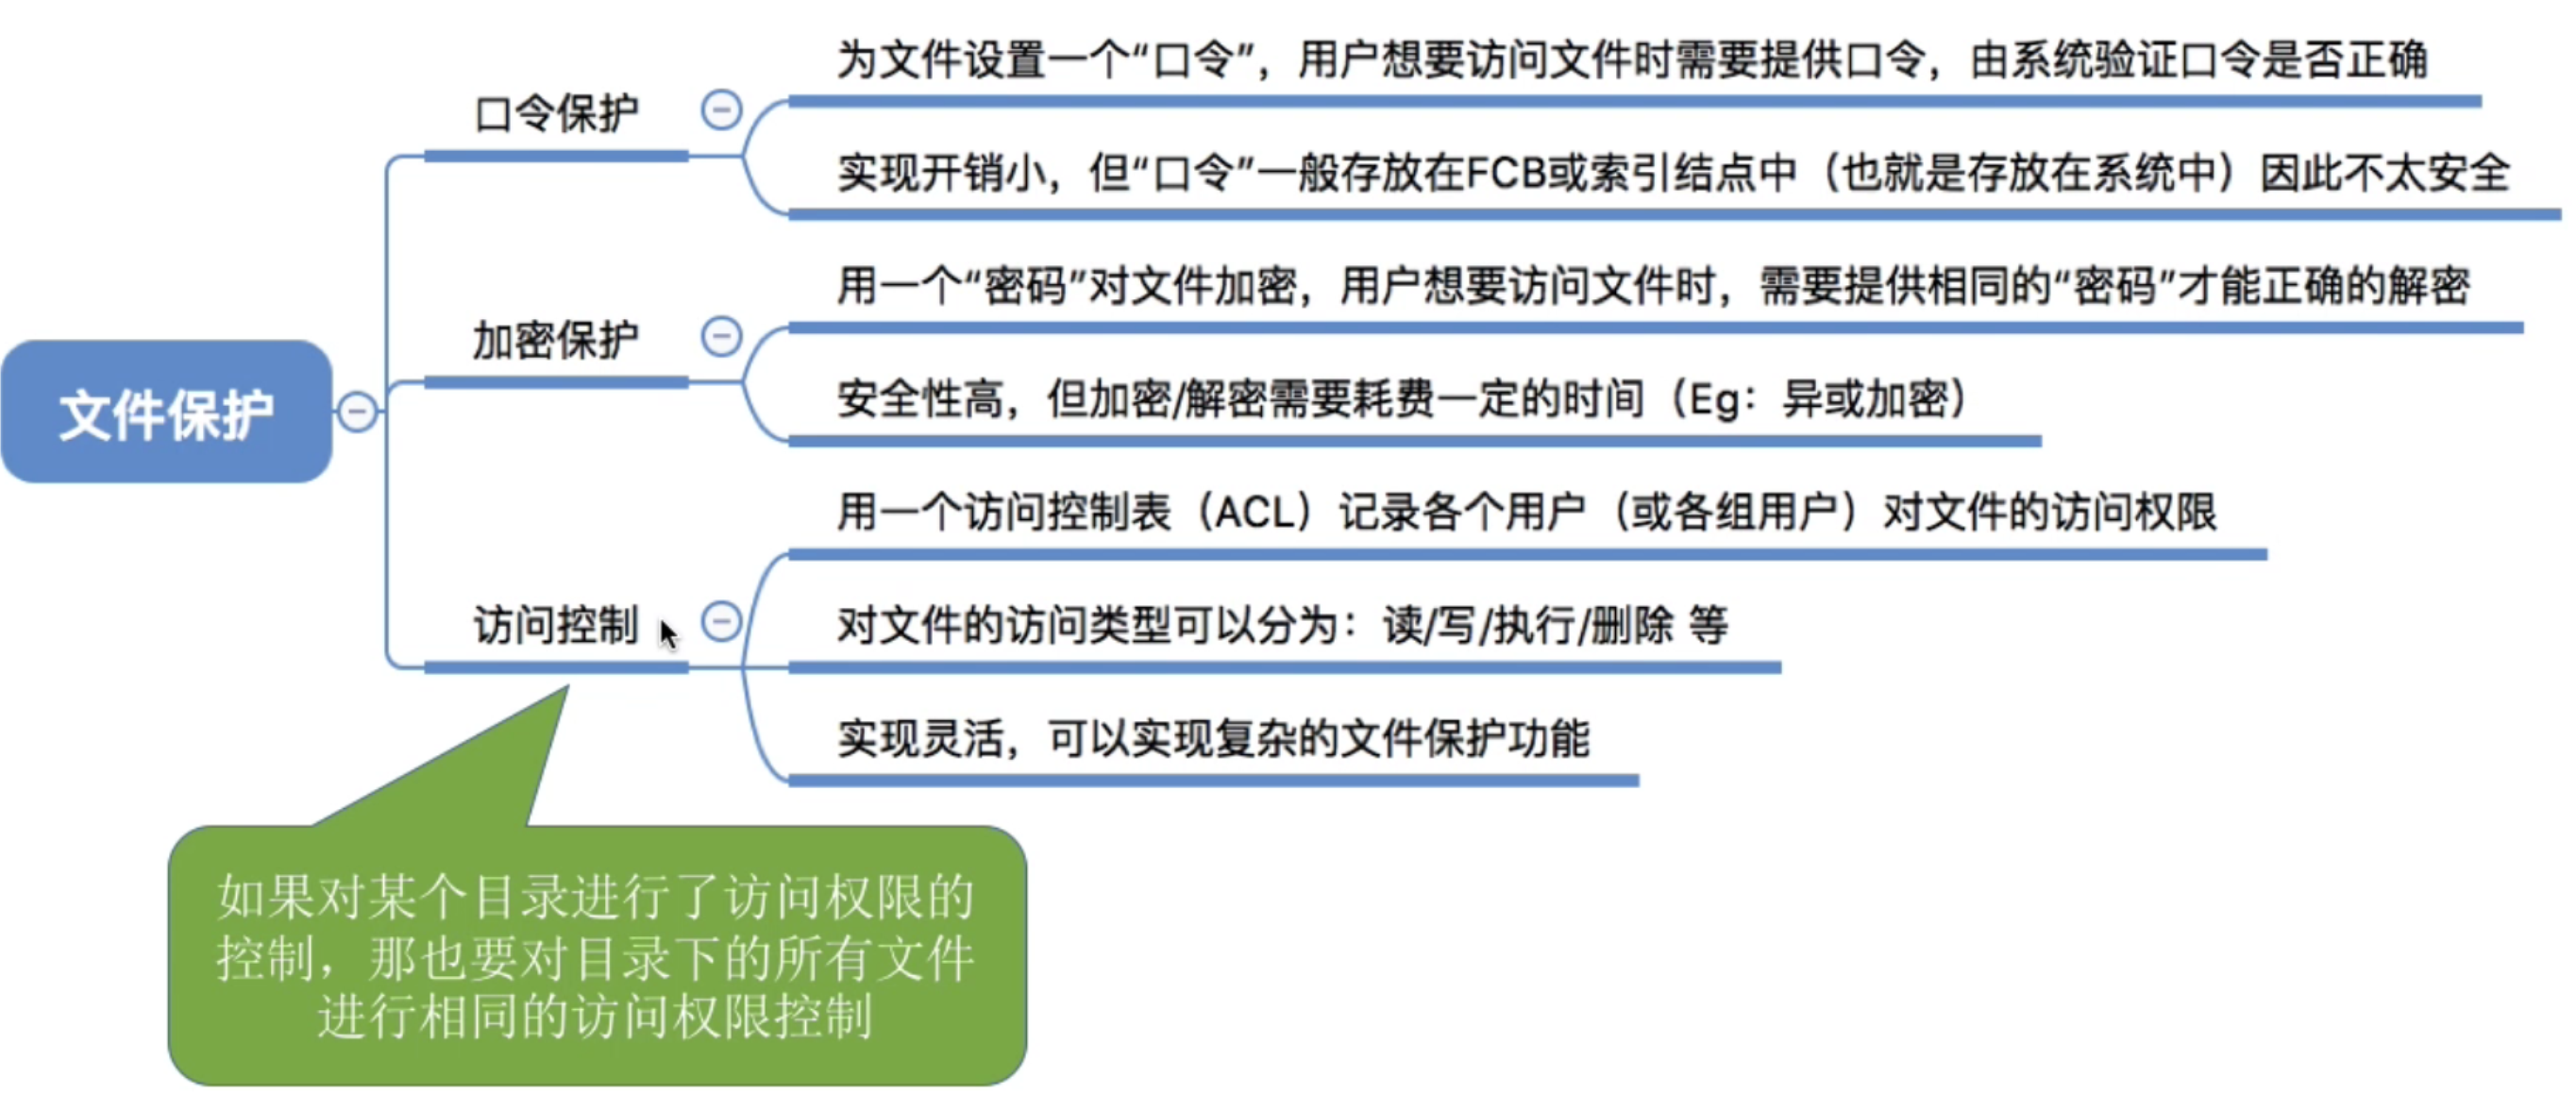 文件保护
口令保护
为文件设置一个“口令”，用户想要访问文件时需要提供口令，由系统验证口令是否正确
实现开销小，但“口令”一般存放在FCB或索引结点中（也就是存放在系统中）因此不太安全
加密保护
用一个“密码”对文件加密，用户想要访问文件时，需要提供相同的“密码”才能正确的解密
安全性高，但加密/解密需要耗费一定的时间（Eg：异或加密）
访问控制
用一个访问控制表（ACL）记录各个用户（或各组用户）对文件的访问权限
对文件的访问类型可以分为：读/写/执行/删除 等
实现灵活，可以实现复杂的文件保护功能
如果对某个目录进行了访问权限的
控制，那也要对目录下的所有文件
进行相同的访问权限控制